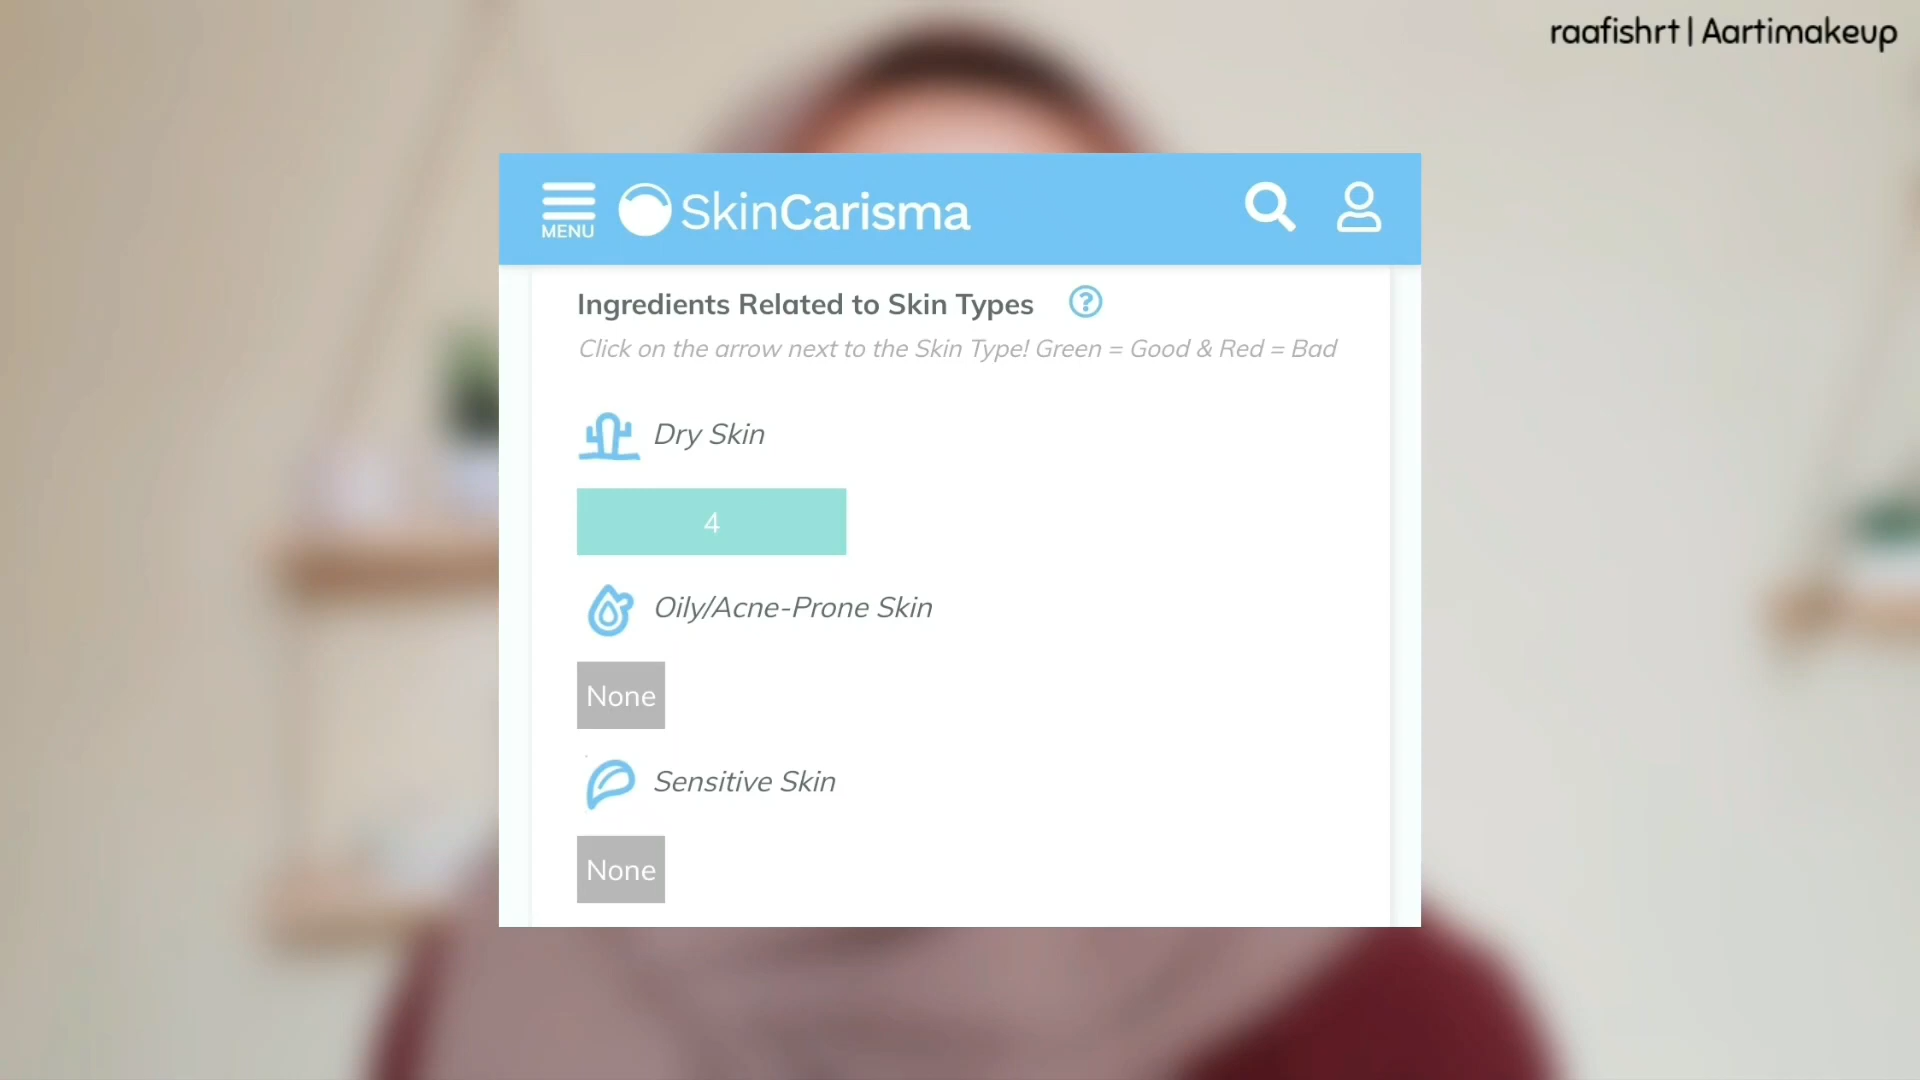 raafishrt | Aartimakeup
MENU
SkinCarisma
Ingredients Related to Skin Types ?
Click on the arrow next to the Skin Type! Green = Good & Red = Bad
Dry Skin
4
Oily/Acne-Prone Skin
None
Sensitive Skin
None